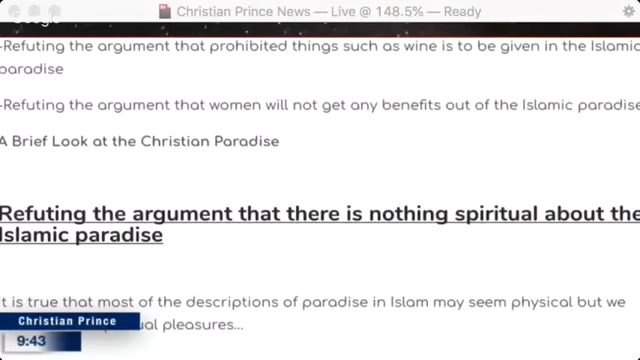 Christian Prince News — Live @ 148.5% — Ready
-Refuting the argument that prohibited things such as wine is to be given in the Islamic
paradise
-Refuting the argument that women will not get any benefits out of the Islamic paradise
A Brief Look at the Christian Paradise
Refuting the argument that there is nothing spiritual about the
Islamic paradise
It is true that most of the descriptions of paradise in Islam may seem physical but we
pleasures...
Christian Prince
9:43